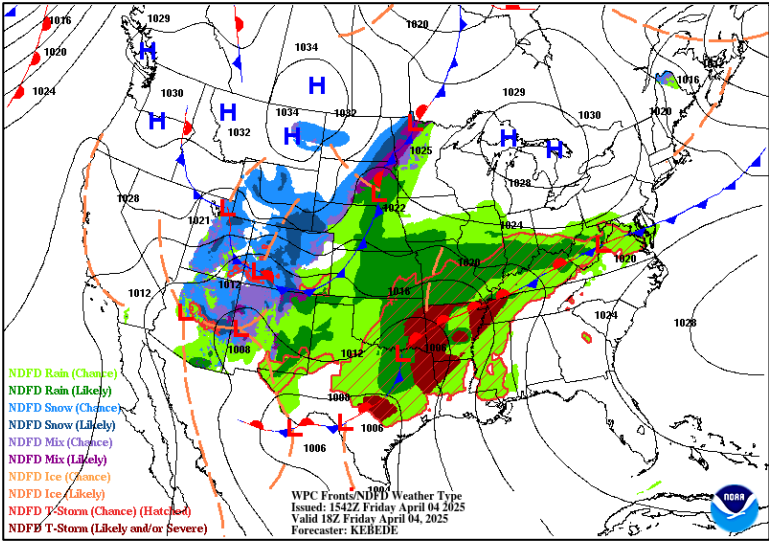 1016
1029
1020
1020
1034
1024
1012
1016
1030
1034
1032
1029
1030
1020
1032
1025
1028
1028
1022
1021
1024
1020
1020
1012
1012
1016
1024
1028
1008
1012
1006
1008
1006
1006
1004
H
H
H
H
H
H
H
L
L
L
L
L
L
L
L
L
L
NDFD Rain (Chance)
NDFD Rain (Likely)
NDFD Snow (Chance)
NDFD Snow (Likely)
NDFD Mix (Chance)
NDFD Mix (Likely)
NDFD Ice (Chance)
NDFD Ice (Likely)
NDFD T-Storm (Chance) (Hatched)
NDFD T-Storm (Likely and/or Severe)
WPC Fronts/NDFD Weather Type
Issued: 1542Z Friday April 04 2025
Valid 18Z Friday April 04, 2025
Forecaster: KEBEDE
NOAA